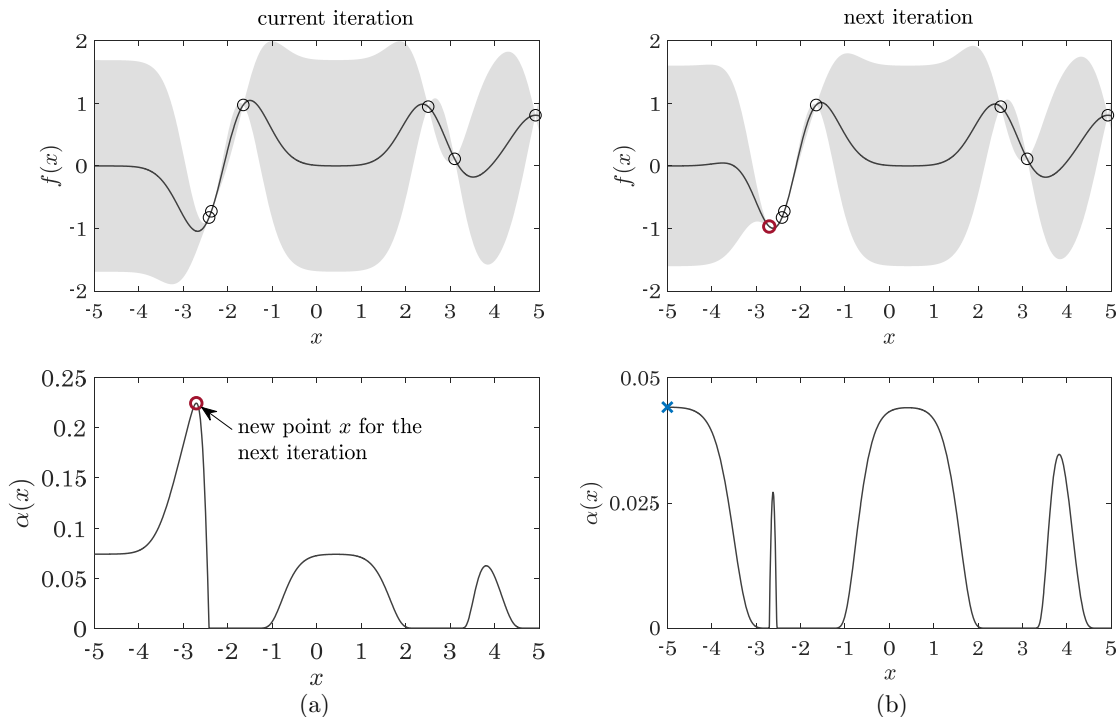 current iteration
2
1
0
-1
-2
f(x)
-5 -4 -3 -2 -1 0 1 2 3 4 5
x
next iteration
2
1
0
-1
-2
f(x)
-5 -4 -3 -2 -1 0 1 2 3 4 5
x
0.25
0.2
0.15
0.1
0.05
0
α(x)
new point x for the
next iteration
-5 -4 -3 -2 -1 0 1 2 3 4 5
x
(a)
0.05
0.025
0
α(x)
-5 -4 -3 -2 -1 0 1 2 3 4 5
x
(b)